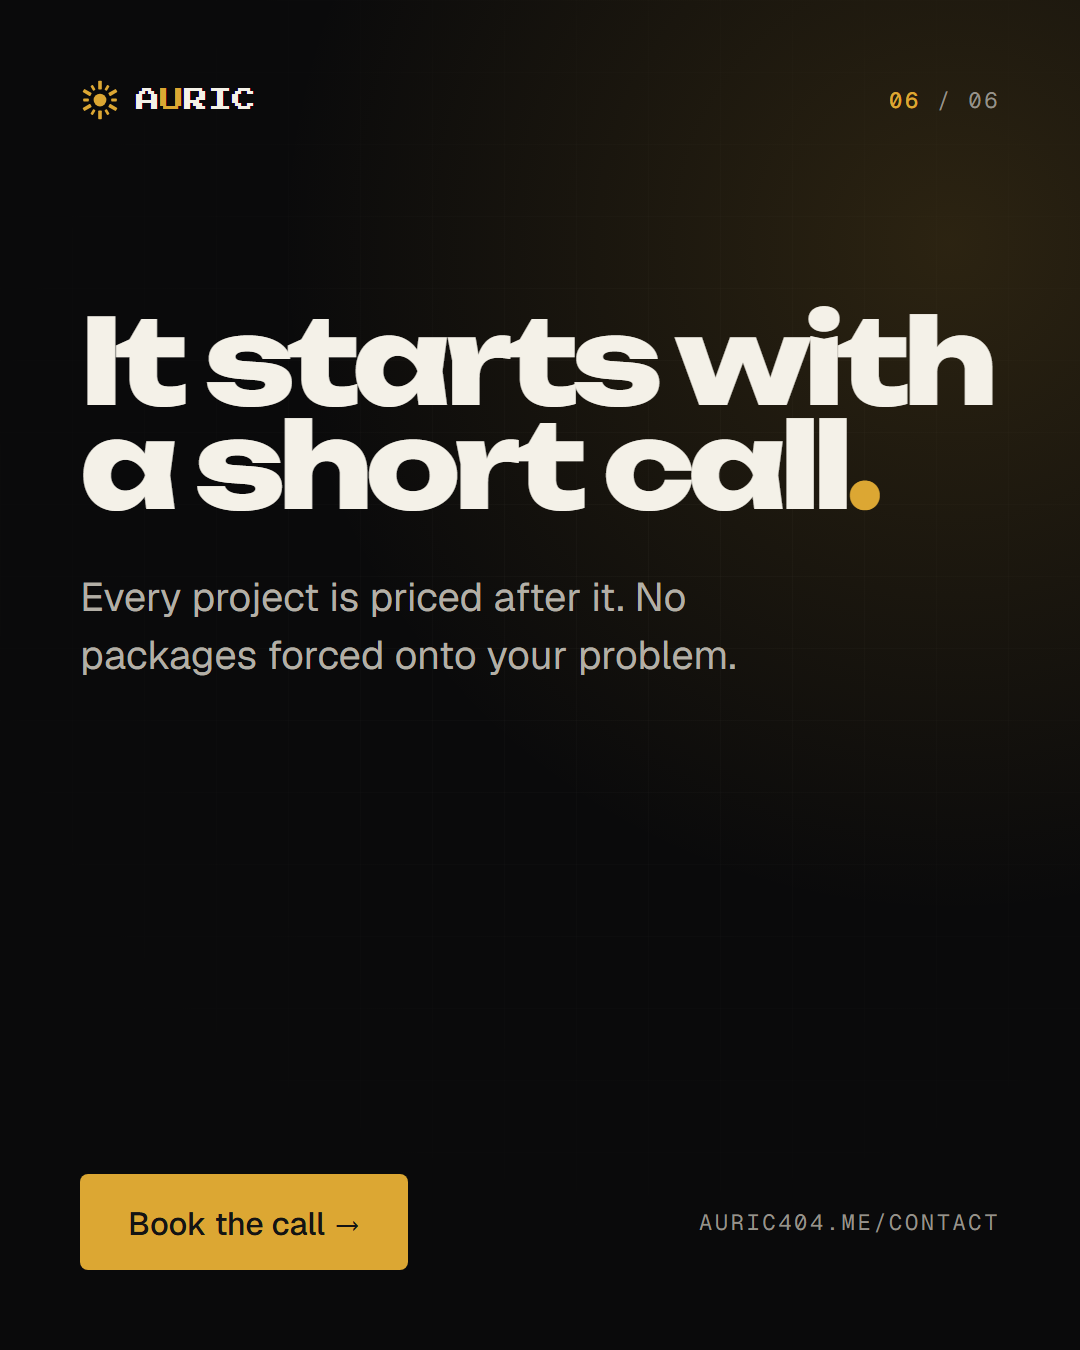 AURIC
06 / 06
It starts with
a short call.
Every project is priced after it. No
packages forced onto your problem.
Book the call →
AURIC404.ME/CONTACT